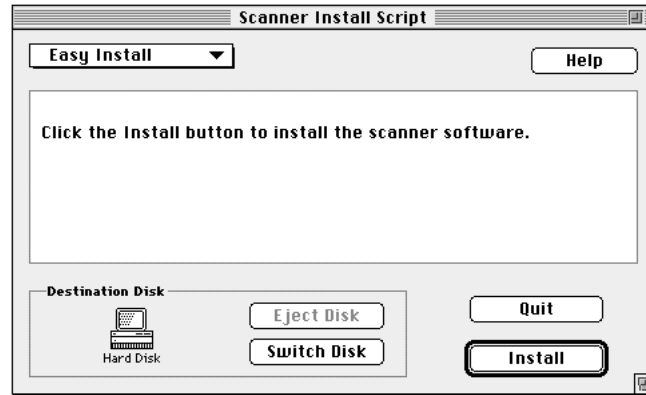 Scanner Install Script
Easy Install
Help
Click the Install button to install the scanner software.
Destination Disk
Hard Disk
Eject Disk
Switch Disk
Quit
Install